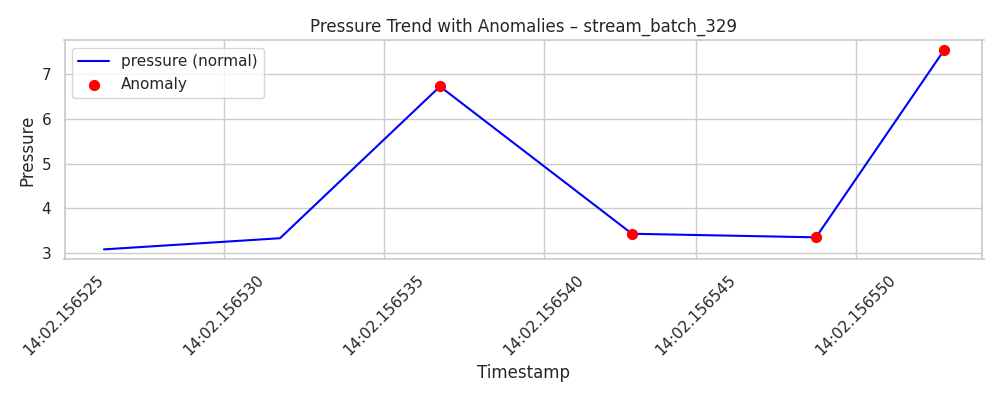 Pressure Trend with Anomalies – stream_batch_329
pressure (normal)
Anomaly
Pressure
7
6
5
4
3
14:02.156525
14:02.156530
14:02.156535
14:02.156540
14:02.156545
14:02.156550
Timestamp